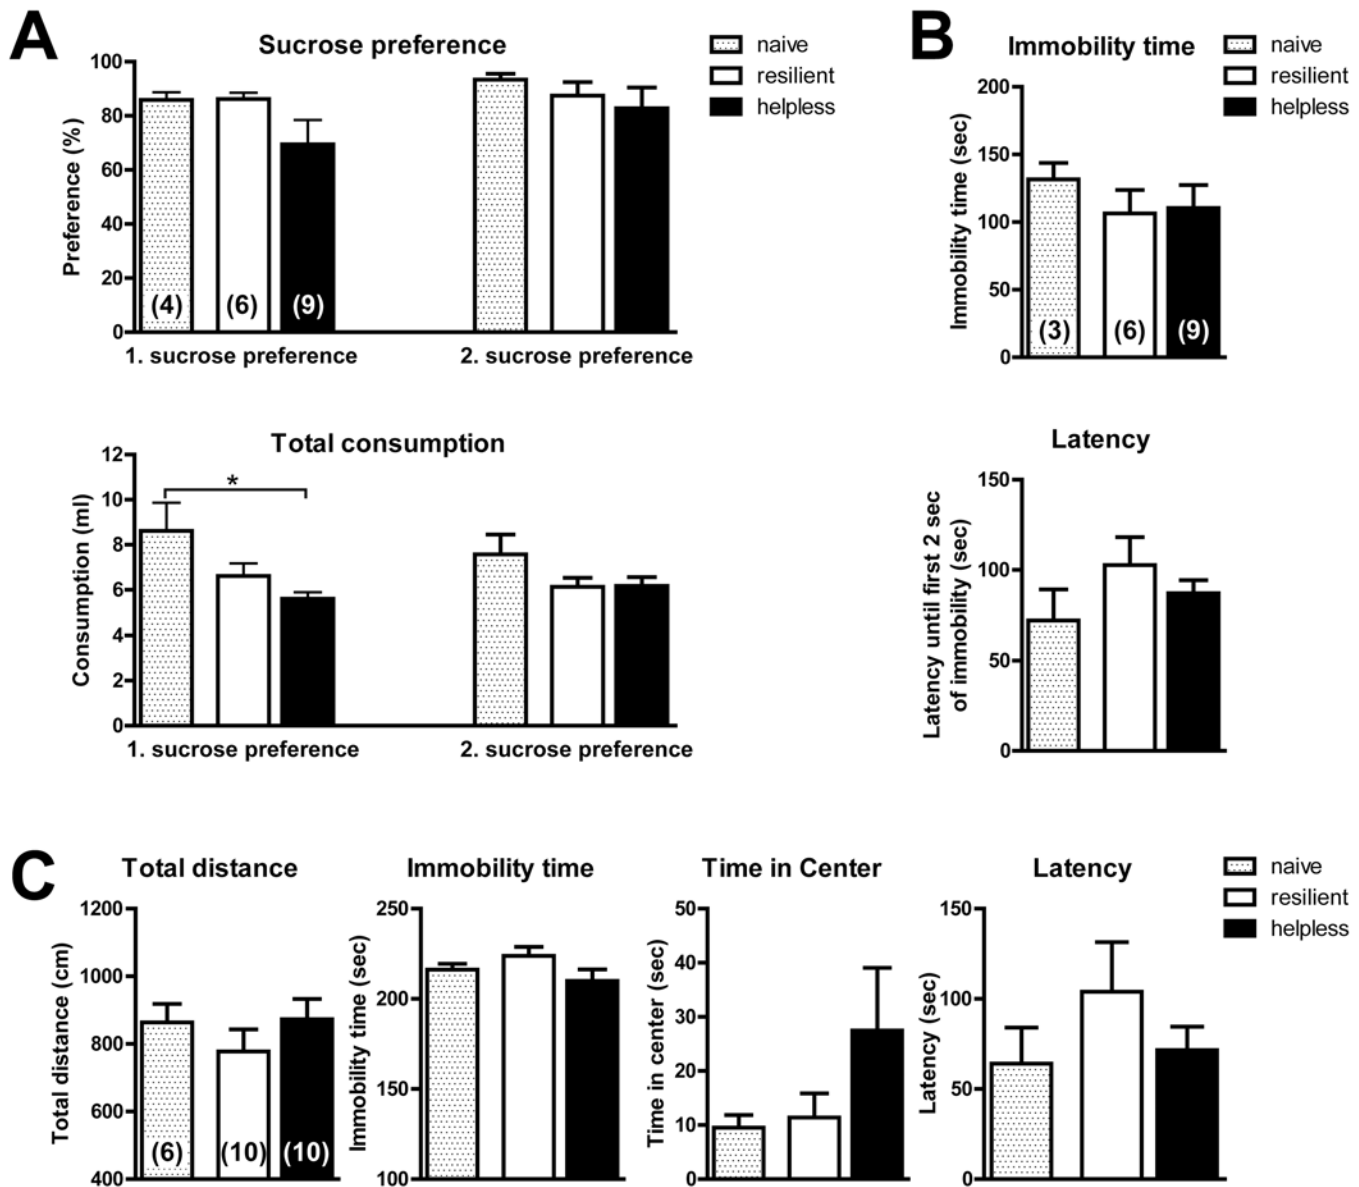 A
Sucrose preference
naive
resilient
helpless
Preference (%)
100
80
60
40
20
0
(4)
(6)
(9)
1. sucrose preference
2. sucrose preference
Total consumption
Consumption (ml)
12
10
8
6
4
2
0
*
1. sucrose preference
2. sucrose preference
B
Immobility time
naive
resilient
helpless
Immobility time (sec)
200
150
100
50
0
(3)
(6)
(9)
Latency
Latency until first 2 sec
of immobility (sec)
150
100
50
0
C
Total distance
Total distance (cm)
1200
1000
800
600
400
(6)
(10)
(10)
Immobility time
Immobility time (sec)
250
200
150
100
Time in Center
Time in center (sec)
50
40
30
20
10
0
Latency
Latency (sec)
150
100
50
0
naive
resilient
helpless